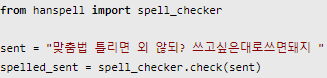 from hanspell import spell_checker
sent = "맞춤법 틀리면 외 않되? 쓰고싶은대로쓰면돼지 "
spelled_sent = spell_checker.check(sent)